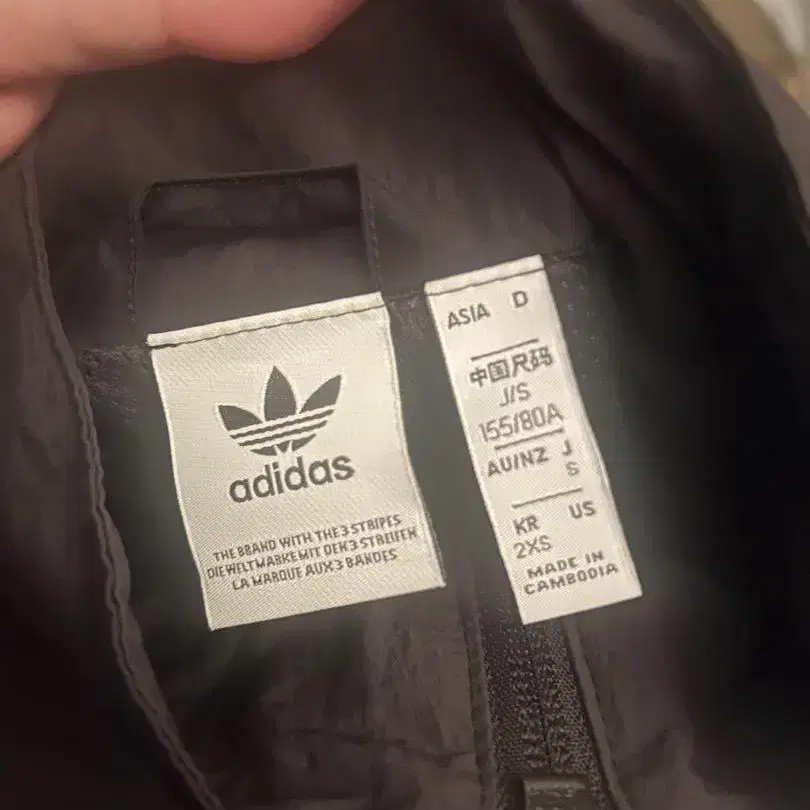 adidas
THE BRAND WITH THE 3 STRIPES
DIE WELTMARKE MIT DEN 3 STREIFEN
LA MARQUE AUX 3 BANDES
ASIA D
中国尺码
J/S
155/80A
AU/NZ J
S
KR US
2XS
MADE IN
CAMBODIA